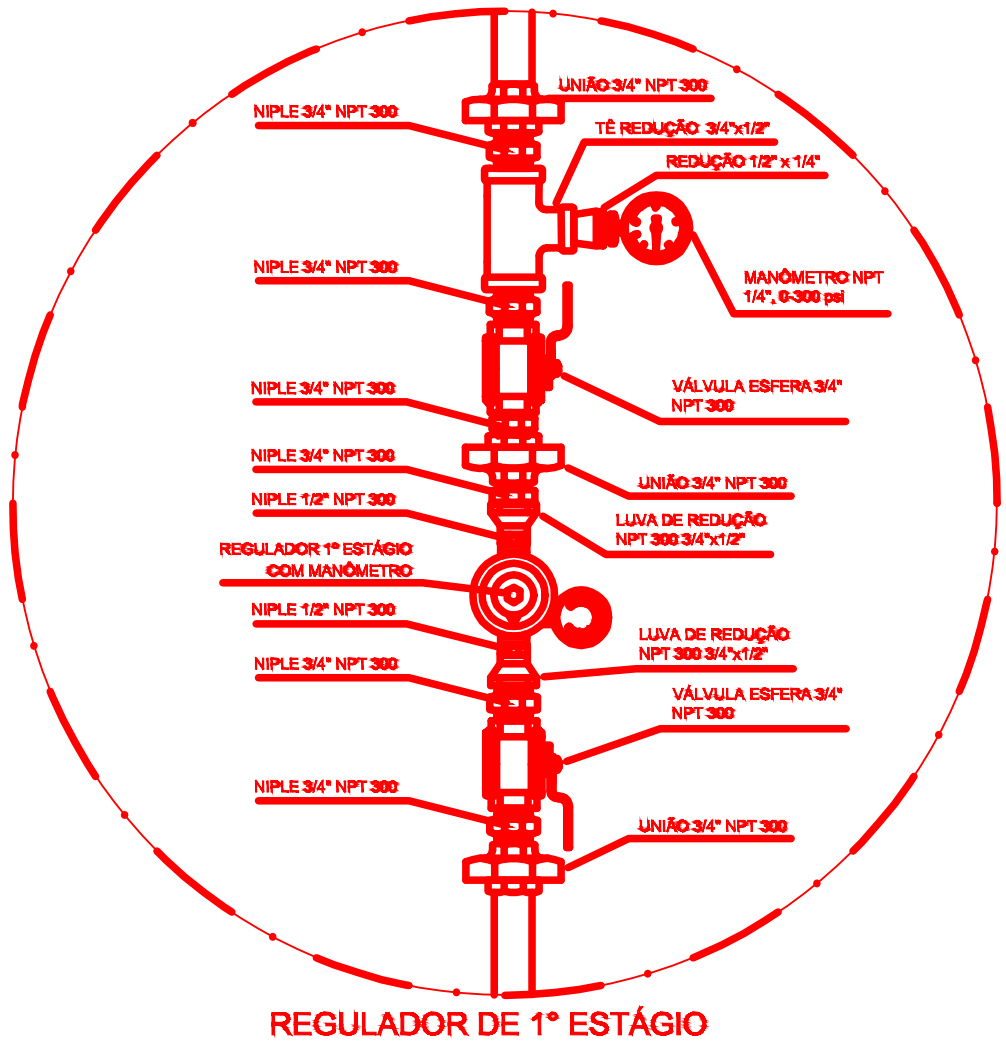 UNIÃO 3/4" NPT 300
NIPLE 3/4" NPT 300
TÊ REDUÇÃO 3/4"x1/2"
REDUÇÃO 1/2" x 1/4"
NIPLE 3/4" NPT 300
MANÔMETRO NPT
1/4", 0-300 psi
NIPLE 3/4" NPT 300
VÁLVULA ESFERA 3/4"
NPT 300
NIPLE 3/4" NPT 300
UNIÃO 3/4" NPT 300
NIPLE 1/2" NPT 300
LUVA DE REDUÇÃO
NPT 300 3/4"x1/2"
REGULADOR 1º ESTÁGIO
COM MANÔMETRO
NIPLE 1/2" NPT 300
LUVA DE REDUÇÃO
NPT 300 3/4"x1/2"
NIPLE 3/4" NPT 300
VÁLVULA ESFERA 3/4"
NPT 300
NIPLE 3/4" NPT 300
UNIÃO 3/4" NPT 300
REGULADOR DE 1º ESTÁGIO